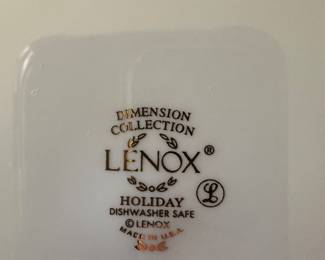 DIMENSION
COLLECTION
LENOX®
L
HOLIDAY
DISHWASHER SAFE
© LENOX
MADE IN U.S.A.